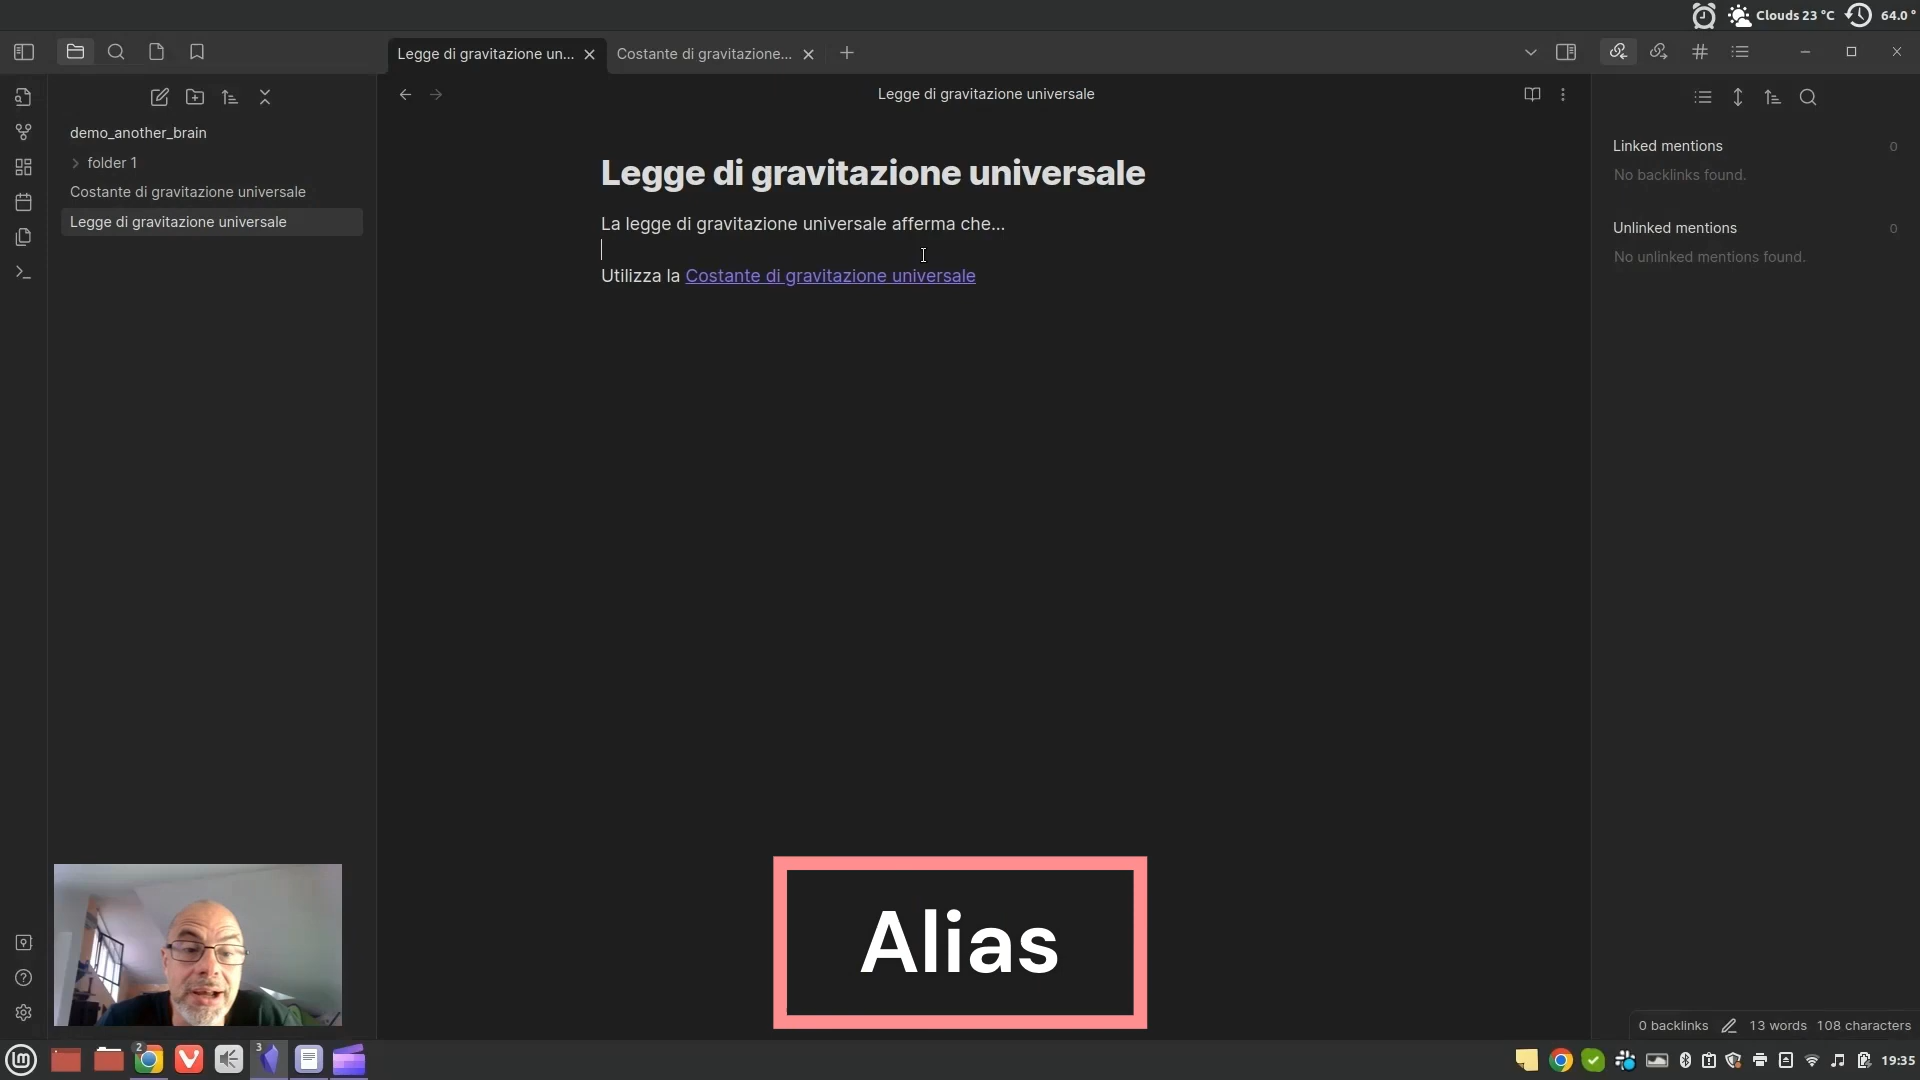 Clouds 23 °C 64.0 °
Legge di gravitazione un...
Costante di gravitazione...
Legge di gravitazione universale
demo_another_brain
folder 1
Costante di gravitazione universale
Legge di gravitazione universale
Legge di gravitazione universale
La legge di gravitazione universale afferma che...
Utilizza la Costante di gravitazione universale
Linked mentions 0
No backlinks found.
Unlinked mentions 0
No unlinked mentions found.
Alias
0 backlinks 13 words 108 characters
2
3
19:35